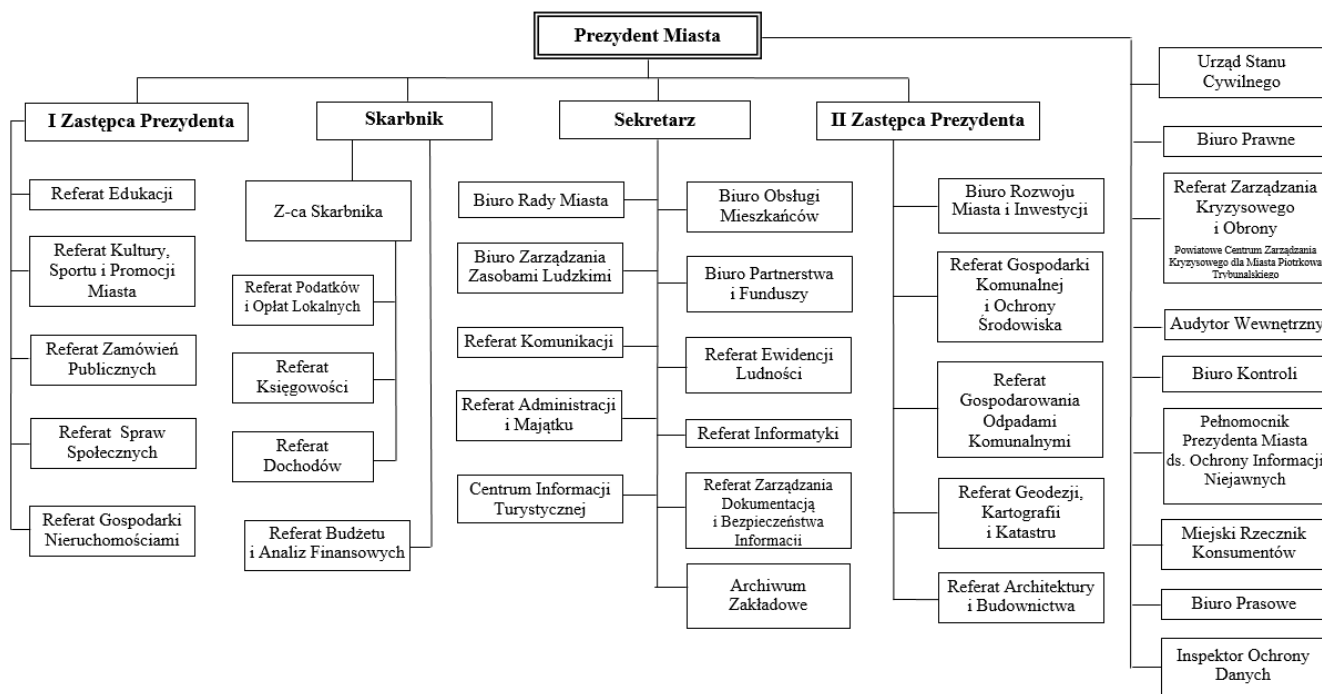 Prezydent Miasta
I Zastępca Prezydenta
Referat Edukacji
Referat Kultury,
Sportu i Promocji
Miasta
Referat Zamówień
Publicznych
Referat Spraw
Społecznych
Referat Gospodarki
Nieruchomościami
Skarbnik
Z-ca Skarbnika
Referat Podatków
i Opłat Lokalnych
Referat
Księgowości
Referat
Dochodów
Referat Budżetu
i Analiz Finansowych
Sekretarz
Biuro Rady Miasta
Biuro Zarządzania
Zasobami Ludzkimi
Referat Komunikacji
Referat Administracji
i Majątku
Centrum Informacji
Turystycznej
Biuro Obsługi
Mieszkańców
Biuro Partnerstwa
i Funduszy
Referat Ewidencji
Ludności
Referat Informatyki
Referat Zarządzania
Dokumentacją
i Bezpieczeństwa
Informacji
Archiwum
Zakładowe
II Zastępca Prezydenta
Biuro Rozwoju
Miasta i Inwestycji
Referat Gospodarki
Komunalnej
i Ochrony
Środowiska
Referat
Gospodarowania
Odpadami
Komunalnymi
Referat Geodezji,
Kartografii
i Katastru
Referat Architektury
i Budownictwa
Urząd Stanu
Cywilnego
Biuro Prawne
Referat Zarządzania
Kryzysowego
i Obrony
Powiatowe Centrum Zarządzania
Kryzysowego dla Miasta Piotrkowa
Trybunalskiego
Audytor Wewnętrzny
Biuro Kontroli
Pełnomocnik
Prezydenta Miasta
ds. Ochrony Informacji
Niejawnych
Miejski Rzecznik
Konsumentów
Biuro Prasowe
Inspektor Ochrony
Danych